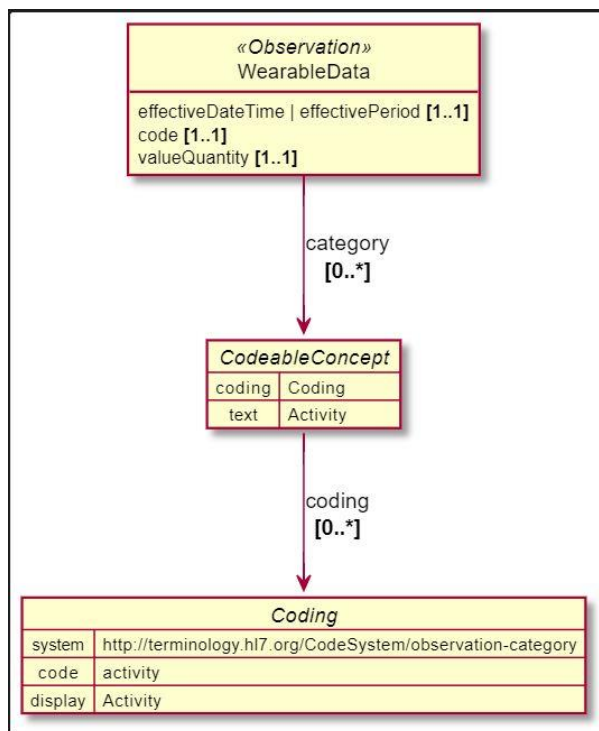 «Observation»
WearableData
effectiveDateTime | effectivePeriod [1..1]
code [1..1]
valueQuantity [1..1]
category
[0..*]
CodeableConcept
coding Coding
text Activity
coding
[0..*]
Coding
system http://terminology.hl7.org/CodeSystem/observation-category
code activity
display Activity